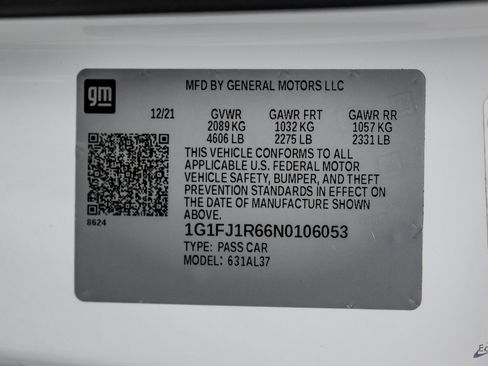 gm
MFD BY GENERAL MOTORS LLC
12/21 GVWR GAWR FRT GAWR RR
2089 KG 1032 KG 1057 KG
4606 LB 2275 LB 2331 LB
THIS VEHICLE CONFORMS TO ALL
APPLICABLE U.S. FEDERAL MOTOR
VEHICLE SAFETY, BUMPER, AND THEFT
PREVENTION STANDARDS IN EFFECT ON
THE DATE OF MANUFACTURE SHOWN
ABOVE.
8624
1G1FJ1R66N0106053
TYPE: PASS CAR
MODEL: 631AL37